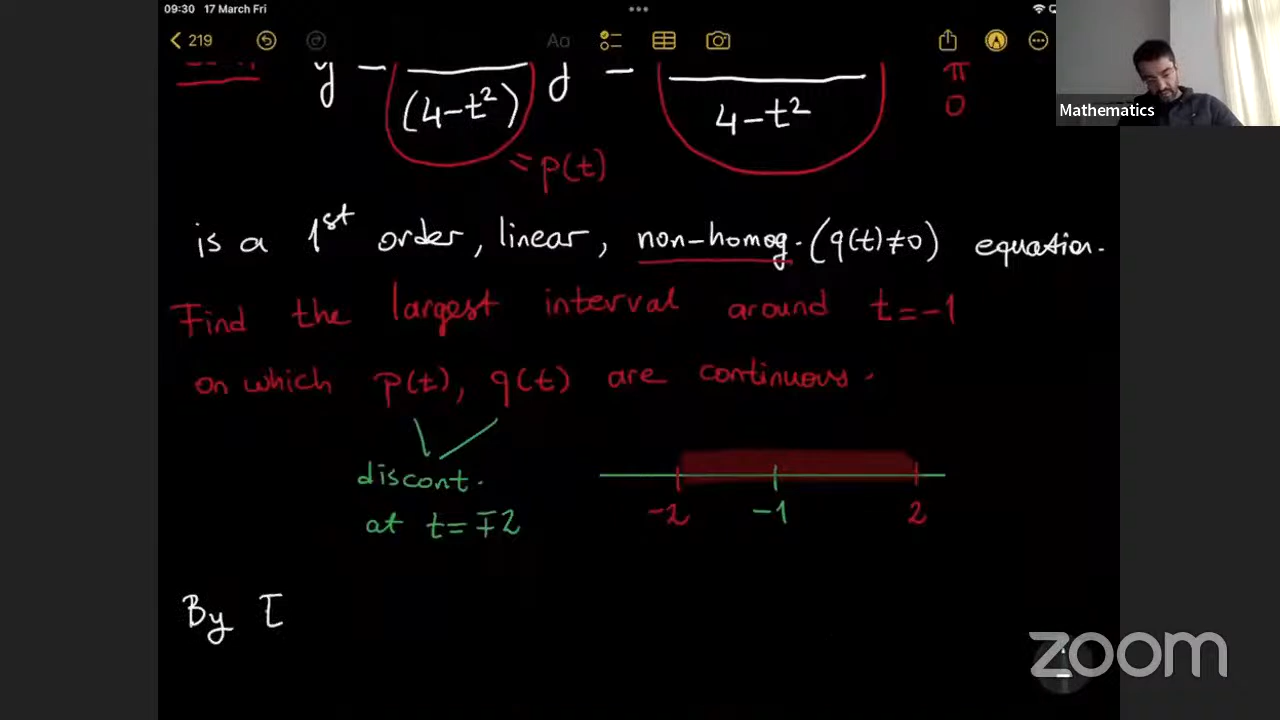 09:30 17 March Fri
219
Aa
y − (4−t²) y − 4−t² π
0
Mathematics
= p(t)
is a 1st order, linear, non-homog. (q(t)≠0) equation.
Find the largest interval around t=-1
on which p(t), q(t) are continuous.
discont.
at t=∓2
-2 -1 2
By
zoom